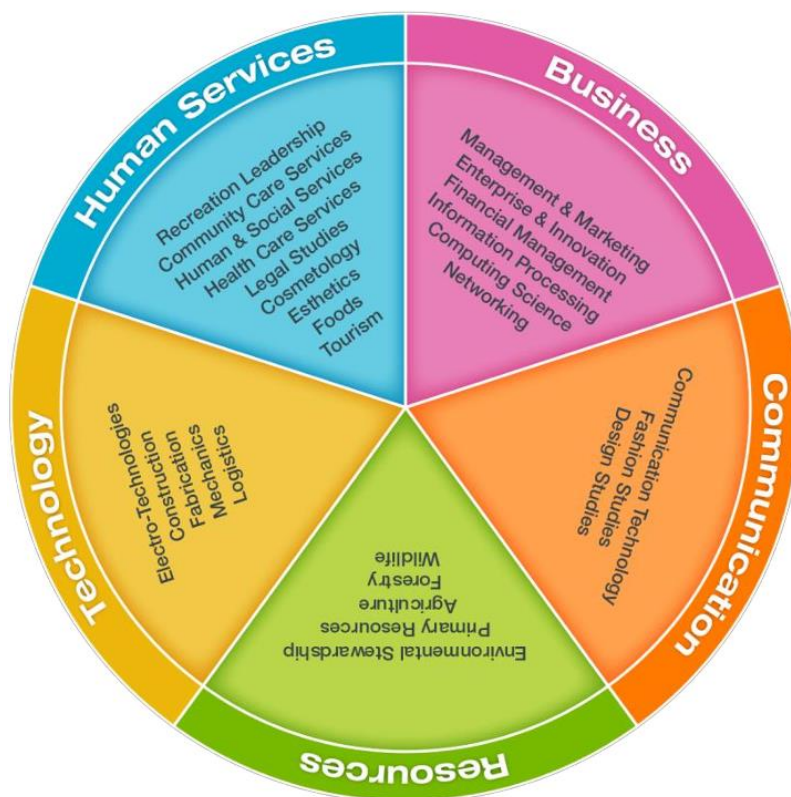 Human Services
Recreation Leadership
Community Care Services
Human & Social Services
Health Care Services
Legal Studies
Cosmetology
Esthetics
Foods
Tourism
Business
Management & Marketing
Enterprise & Innovation
Financial Management
Information Processing
Computing Science
Networking
Communication
Communication Technology
Fashion Studies
Design Studies
Resources
Environmental Stewardship
Primary Resources
Agriculture
Forestry
Wildlife
Technology
Electro-Technologies
Construction
Fabrication
Mechanics
Logistics